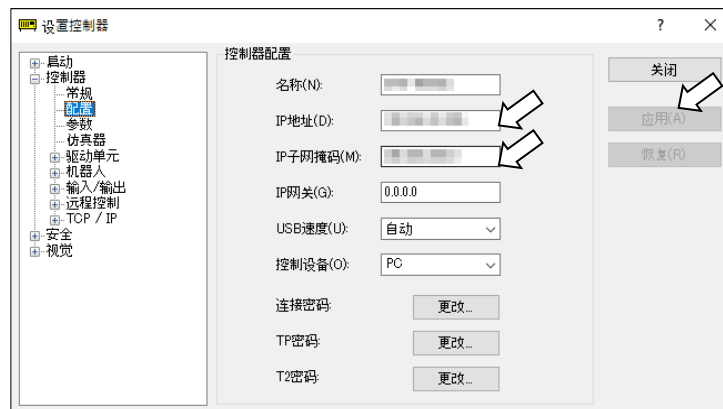 设置控制器
?
启动
控制器
常规
配置
参数
仿真器
驱动单元
机器人
输入/输出
远程控制
TCP / IP
安全
视觉
控制器配置
名称(N):
IP地址(D):
IP子网掩码(M):
IP网关(G): 0.0.0.0
USB速度(U): 自动
控制设备(O): PC
连接密码: 更改...
TP密码: 更改...
T2密码: 更改...
关闭
应用(A)
恢复(R)